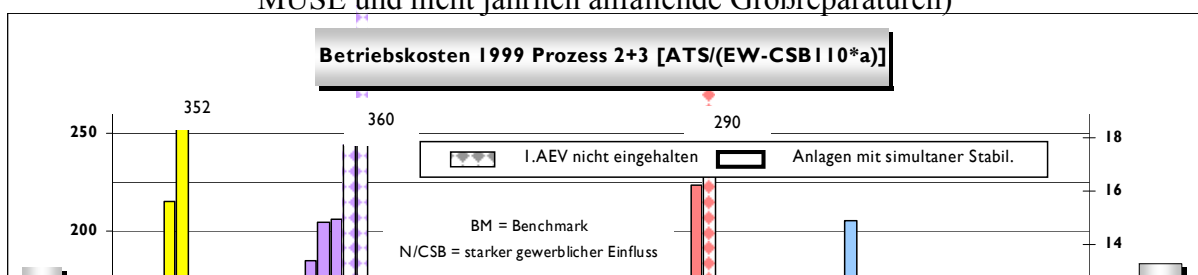 MUSE und nicht jährlich anfallende Großreparaturen)
Betriebskosten 1999 Prozess 2+3 [ATS/(EW-CSB110*a)]
352
360
290
250
18
1.AEV nicht eingehalten
Anlagen mit simultaner Stabil.
16
BM = Benchmark
200
14
N/CSB = starker gewerblicher Einfluss